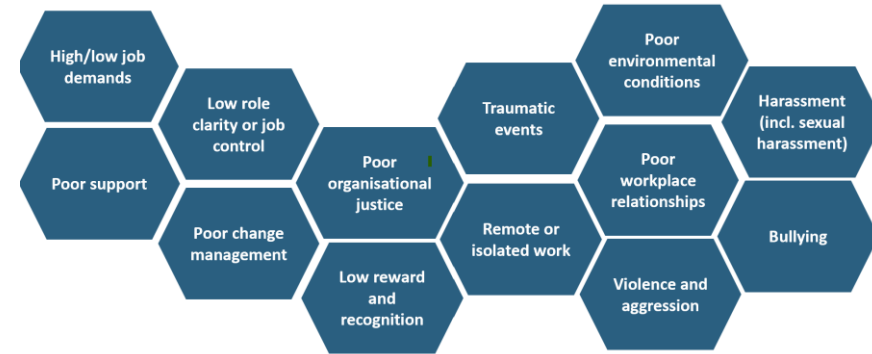 High/low job
demands
Poor support
Low role
clarity or job
control
Poor change
management
Poor
organisational
justice
Low reward
and
recognition
Traumatic
events
Remote or
isolated work
Poor
environmental
conditions
Poor
workplace
relationships
Violence and
aggression
Harassment
(incl. sexual
harassment)
Bullying